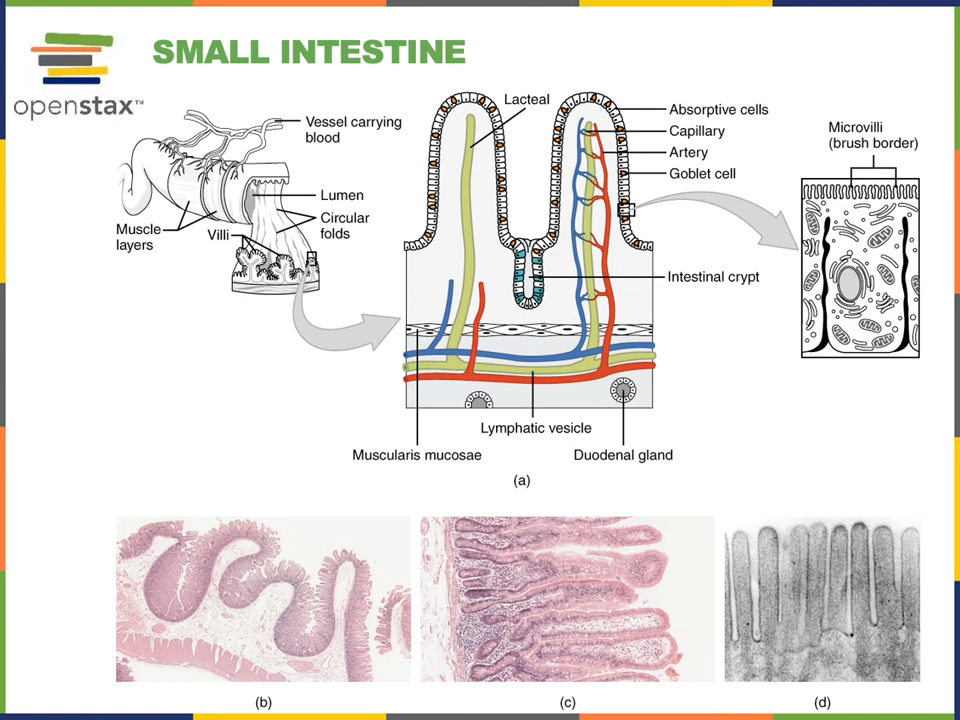 SMALL INTESTINE
openstax™
Lacteal
Vessel carrying
blood
Absorptive cells
Capillary
Artery
Goblet cell
Microvilli
(brush border)
Lumen
Circular
folds
Muscle
layers
Villi
Intestinal crypt
Lymphatic vesicle
Muscularis mucosae
Duodenal gland
(a)
(b)
(c)
(d)